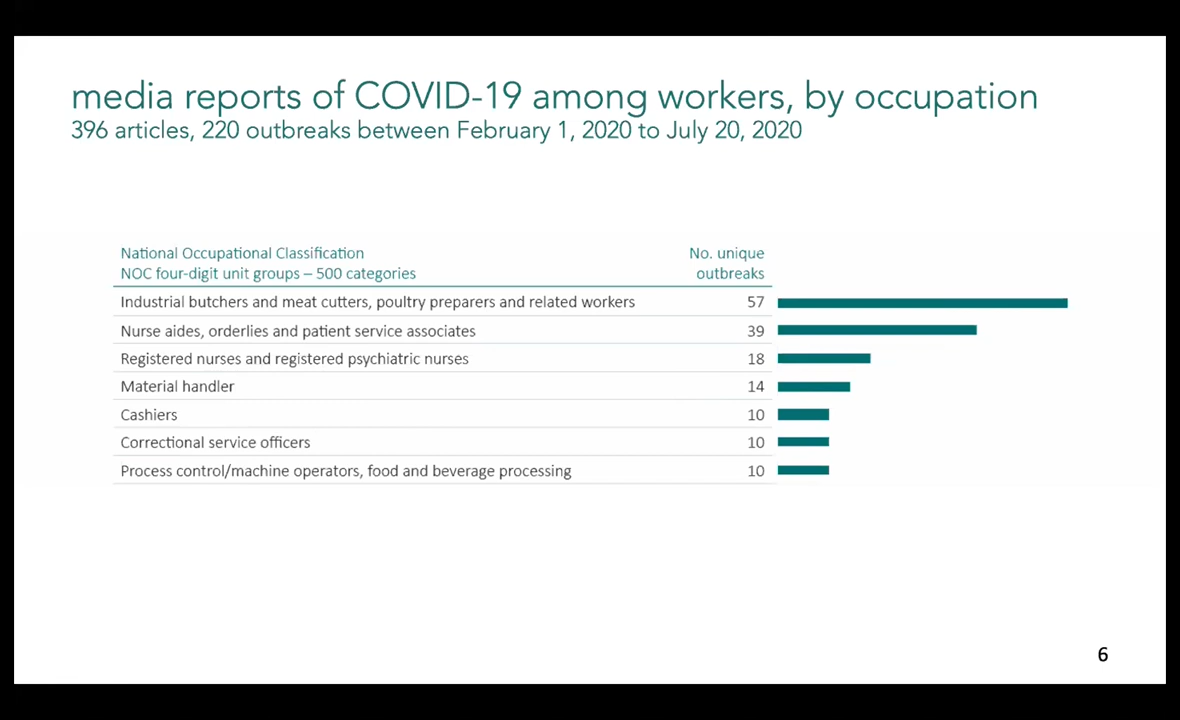 media reports of COVID-19 among workers, by occupation
396 articles, 220 outbreaks between February 1, 2020 to July 20, 2020
National Occupational Classification No. unique
NOC four-digit unit groups – 500 categories outbreaks
Industrial butchers and meat cutters, poultry preparers and related workers 57
Nurse aides, orderlies and patient service associates 39
Registered nurses and registered psychiatric nurses 18
Material handler 14
Cashiers 10
Correctional service officers 10
Process control/machine operators, food and beverage processing 10
6